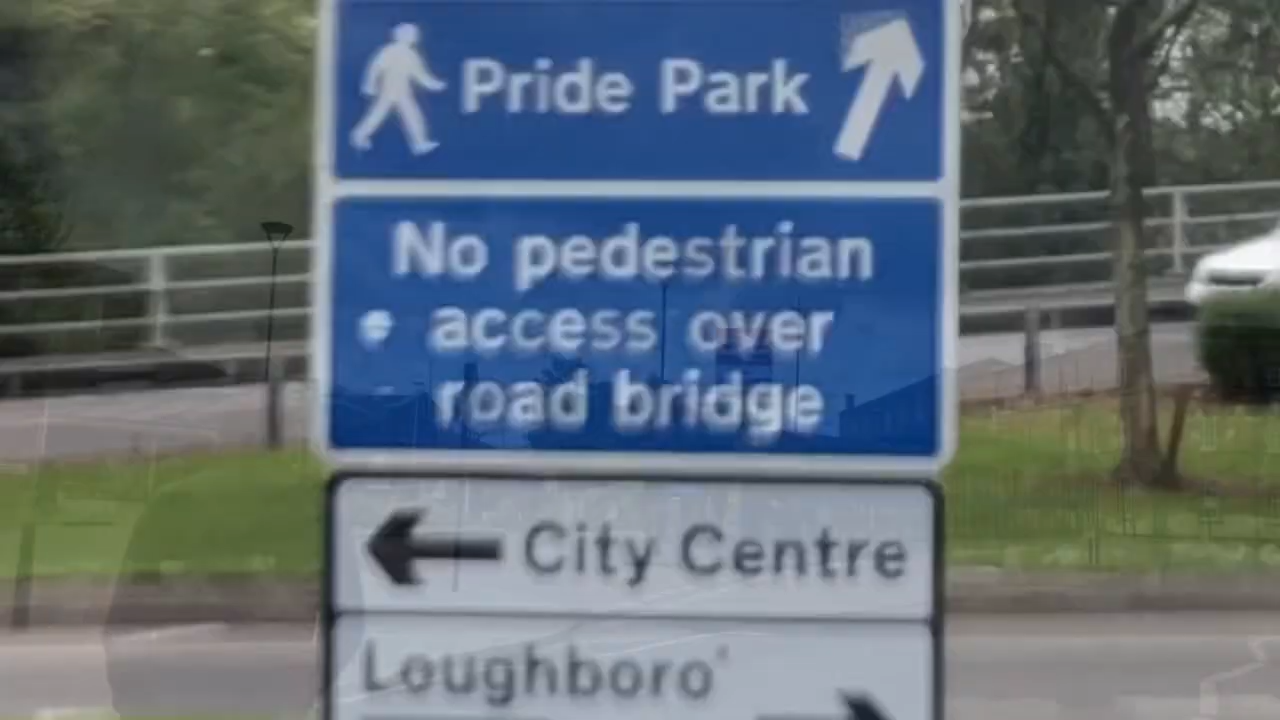 Pride Park
No pedestrian
access over
road bridge
City Centre
Loughboro'